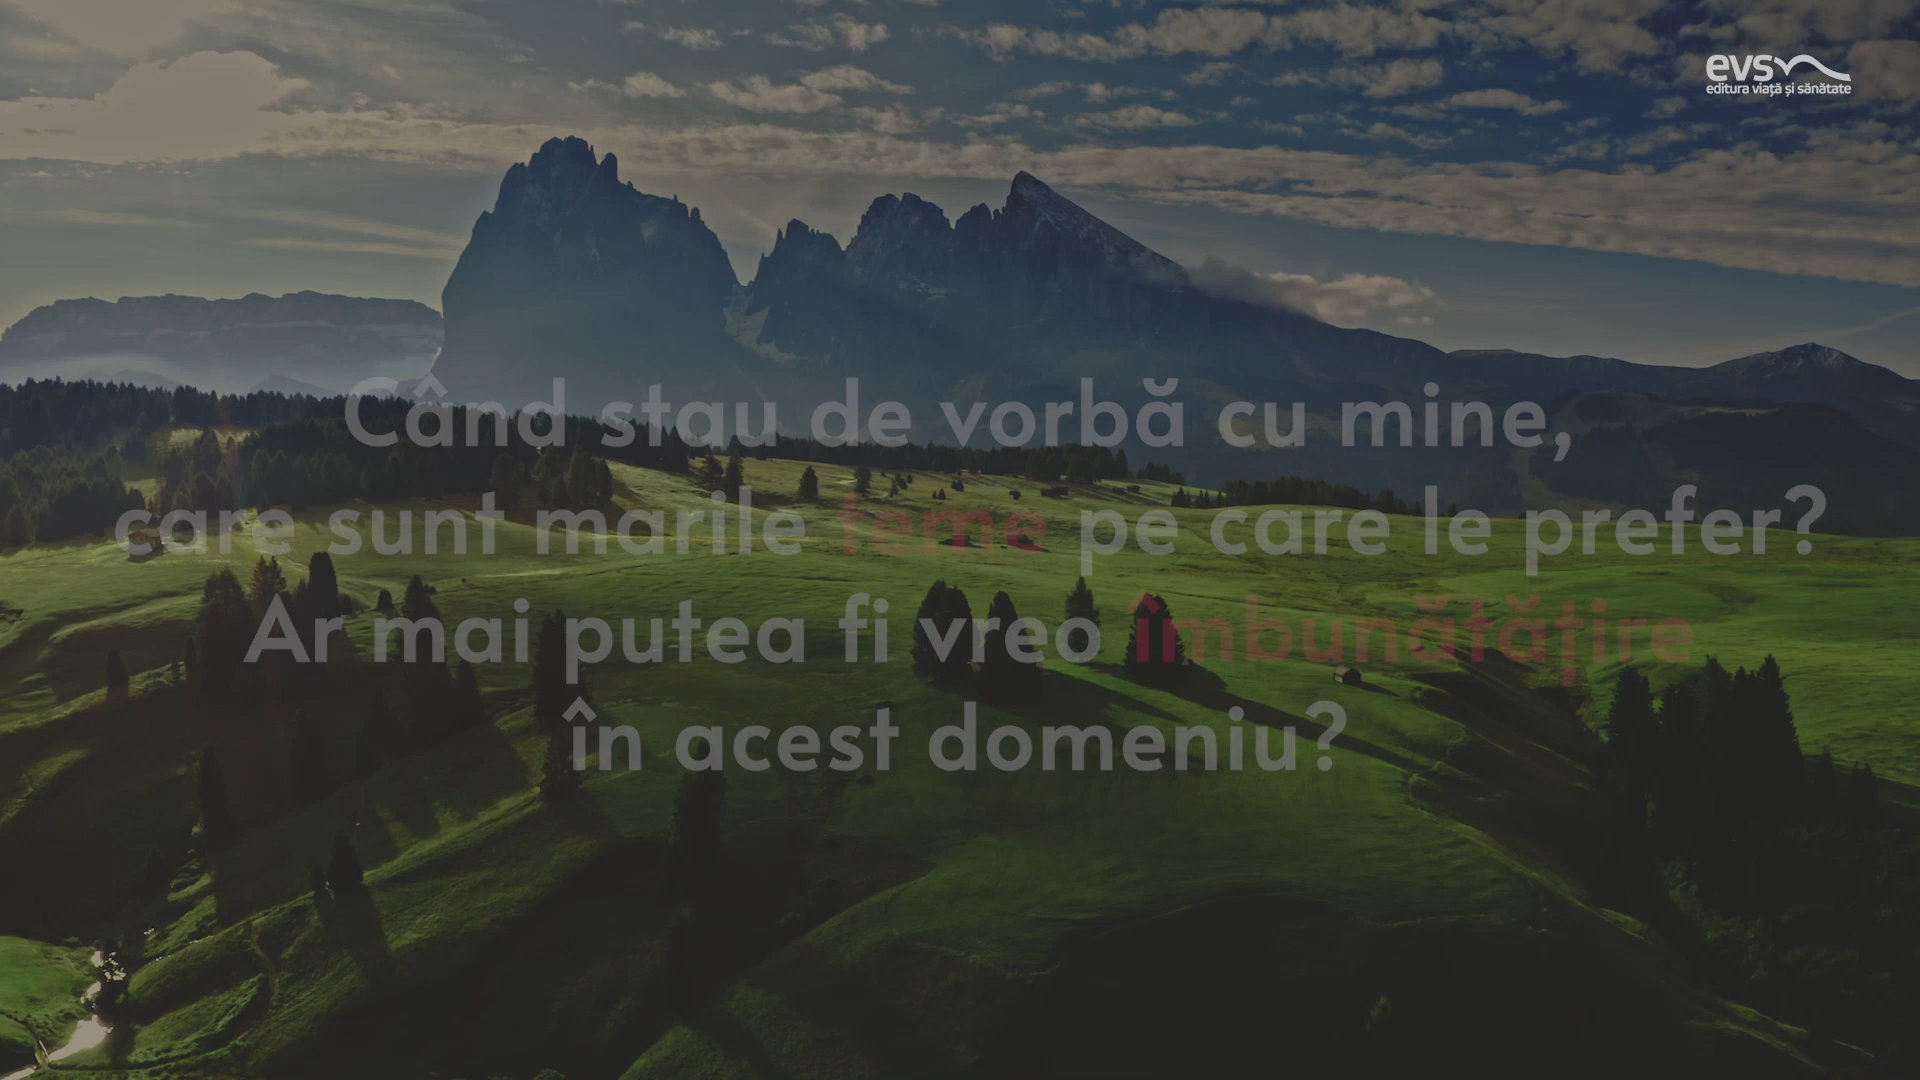 evs
editura viață și sănătate
Când stau de vorbă cu mine,
care sunt marile teme pe care le prefer?
Ar mai putea fi vreo îmbunătățire
în acest domeniu?